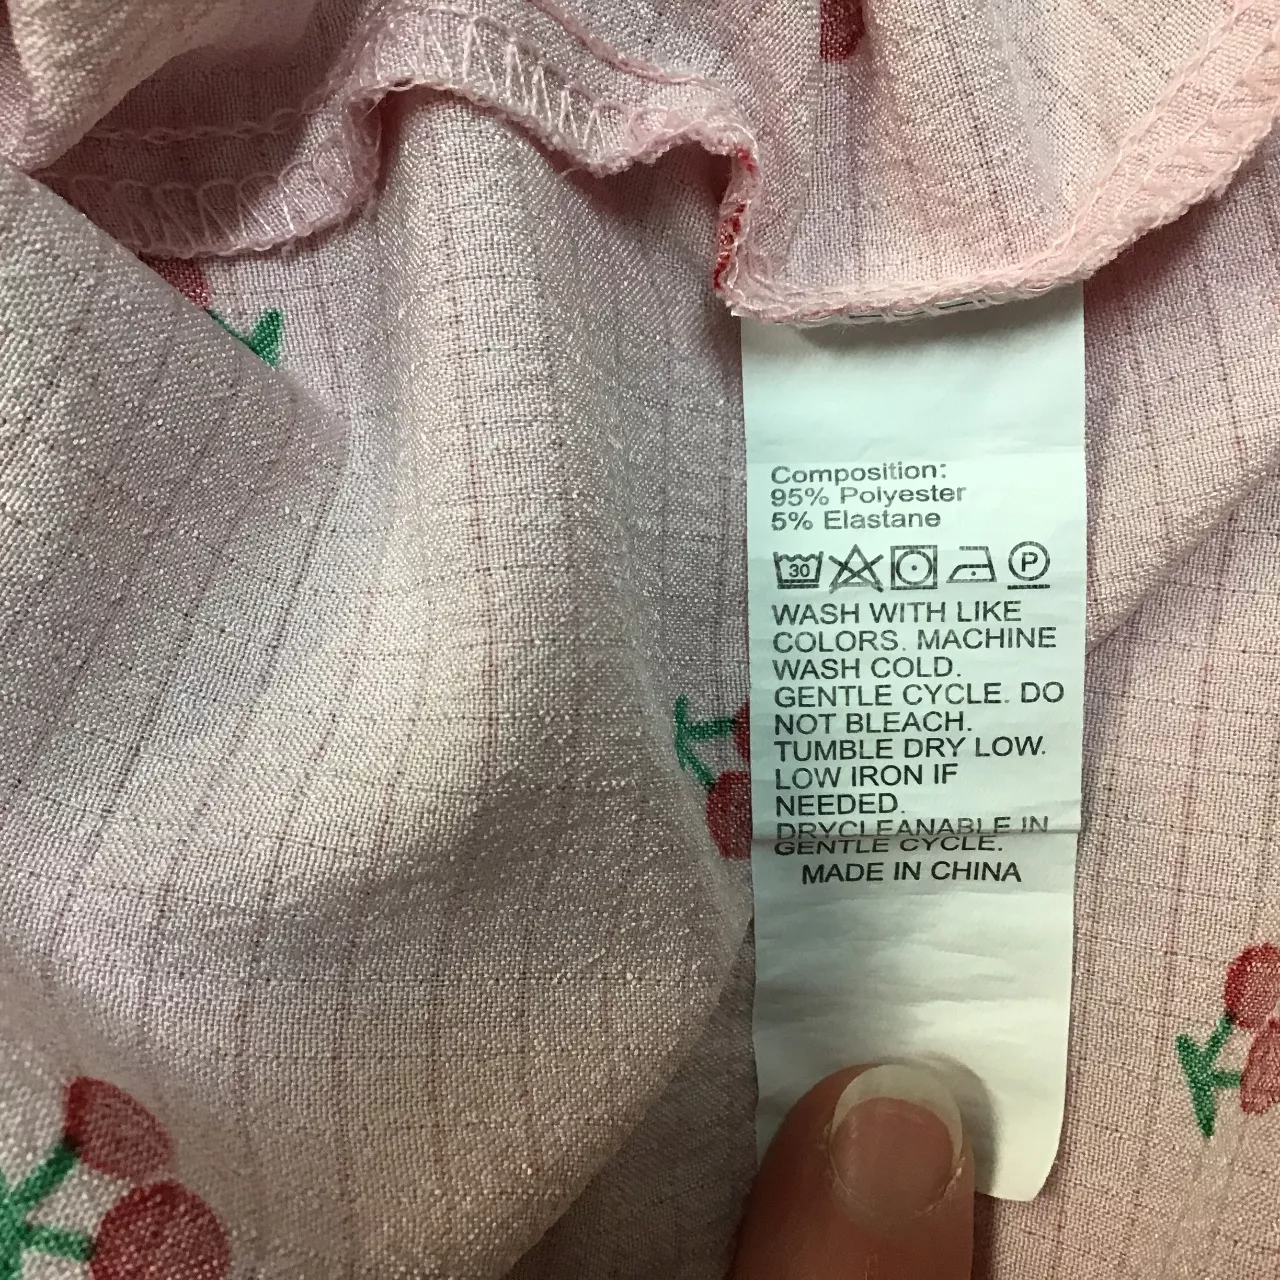 Composition:
95% Polyester
5% Elastane
30 P
WASH WITH LIKE
COLORS. MACHINE
WASH COLD.
GENTLE CYCLE. DO
NOT BLEACH.
TUMBLE DRY LOW.
LOW IRON IF
NEEDED.
DRYCLEANABLE IN
GENTLE CYCLE.
MADE IN CHINA